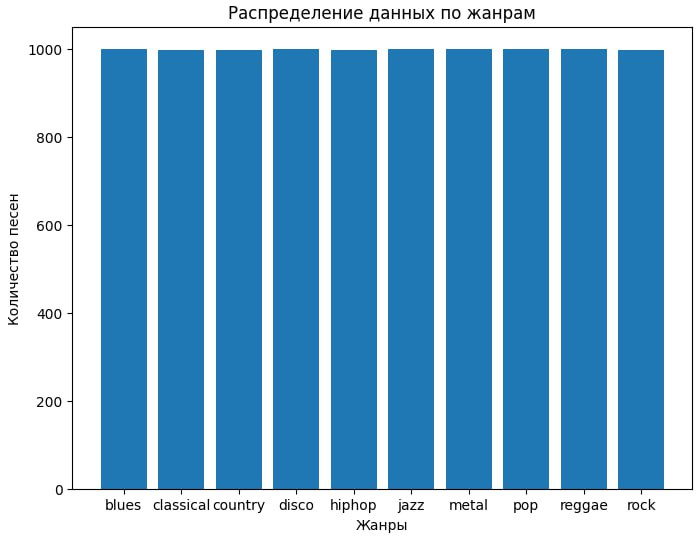 Распределение данных по жанрам
Количество песен
1000
800
600
400
200
0
blues classical country disco hiphop jazz metal pop reggae rock
Жанры